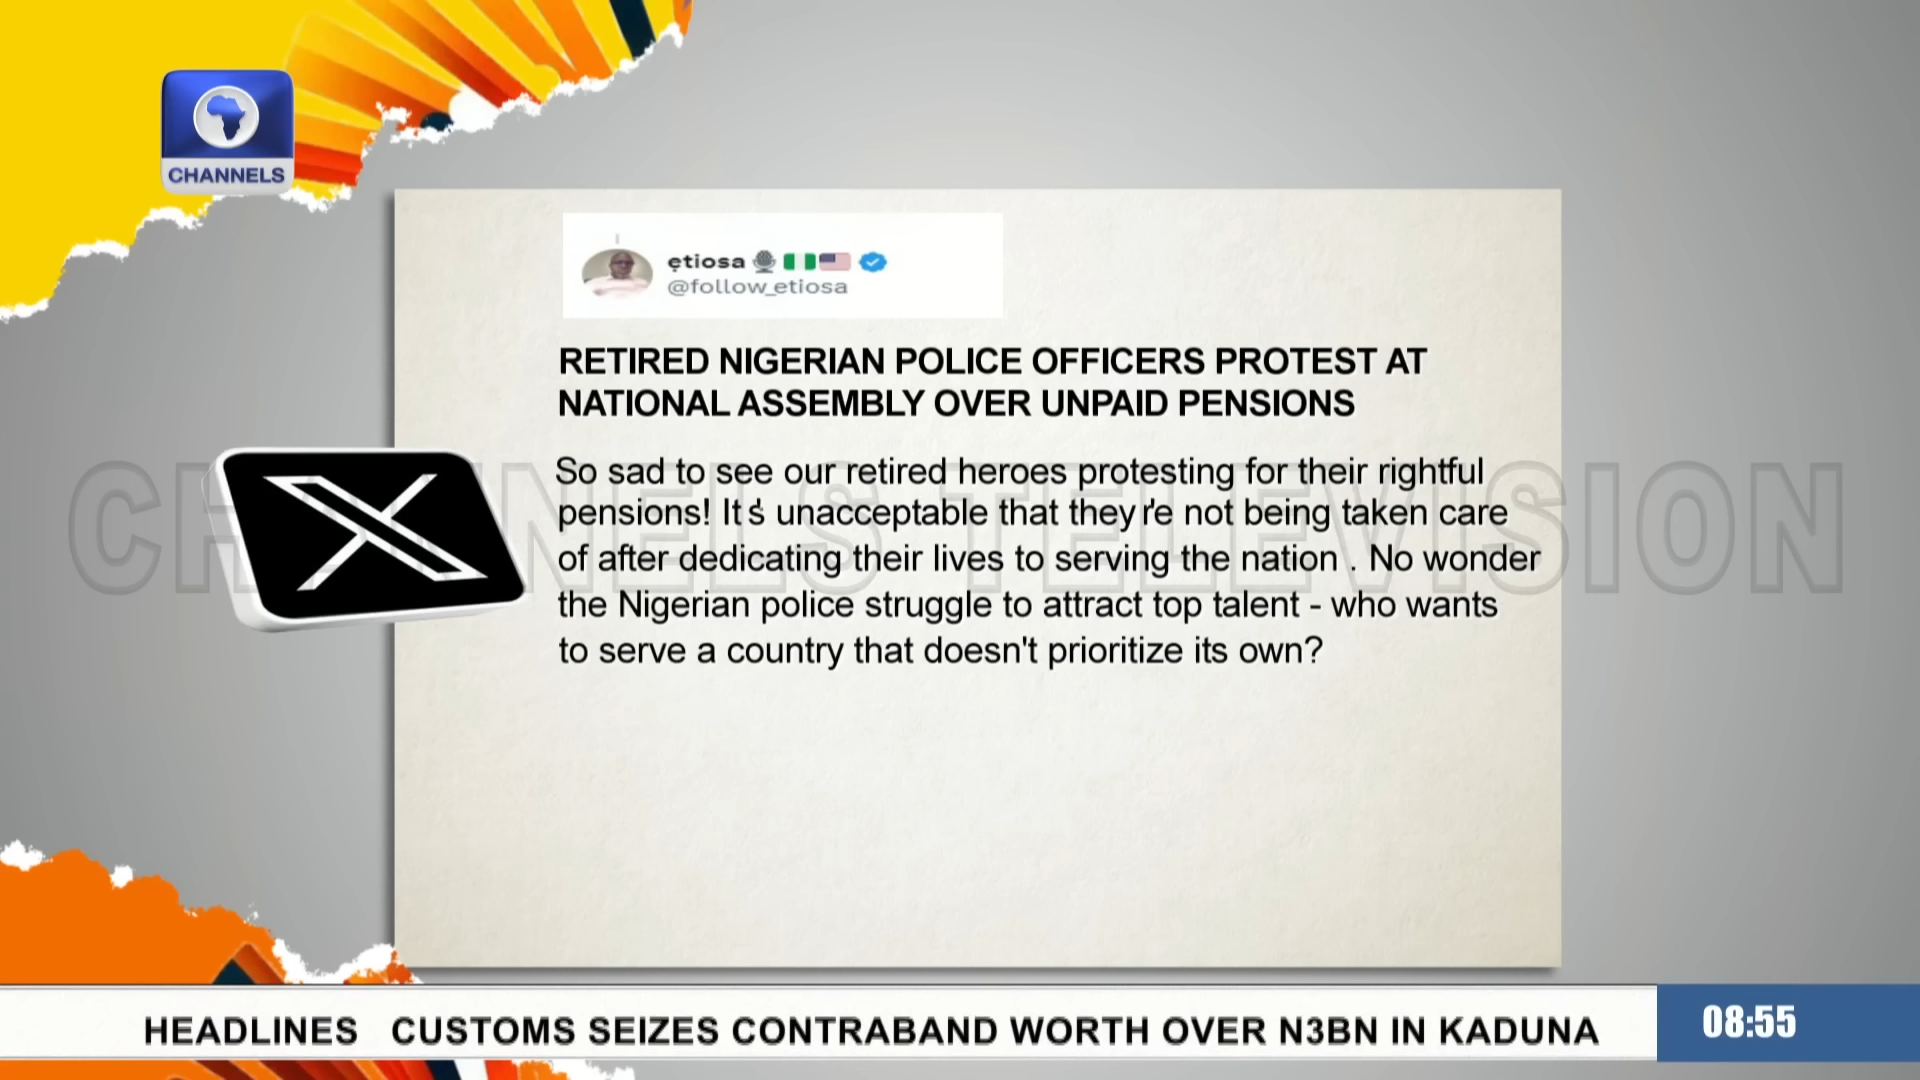 CHANNELS
ẹtiosa
@follow_etiosa
RETIRED NIGERIAN POLICE OFFICERS PROTEST AT
NATIONAL ASSEMBLY OVER UNPAID PENSIONS
So sad to see our retired heroes protesting for their rightful
pensions! It's unacceptable that they're not being taken care
of after dedicating their lives to serving the nation . No wonder
the Nigerian police struggle to attract top talent - who wants
to serve a country that doesn't prioritize its own?
CHANNELS TELEVISION
HEADLINES CUSTOMS SEIZES CONTRABAND WORTH OVER N3BN IN KADUNA
08:55